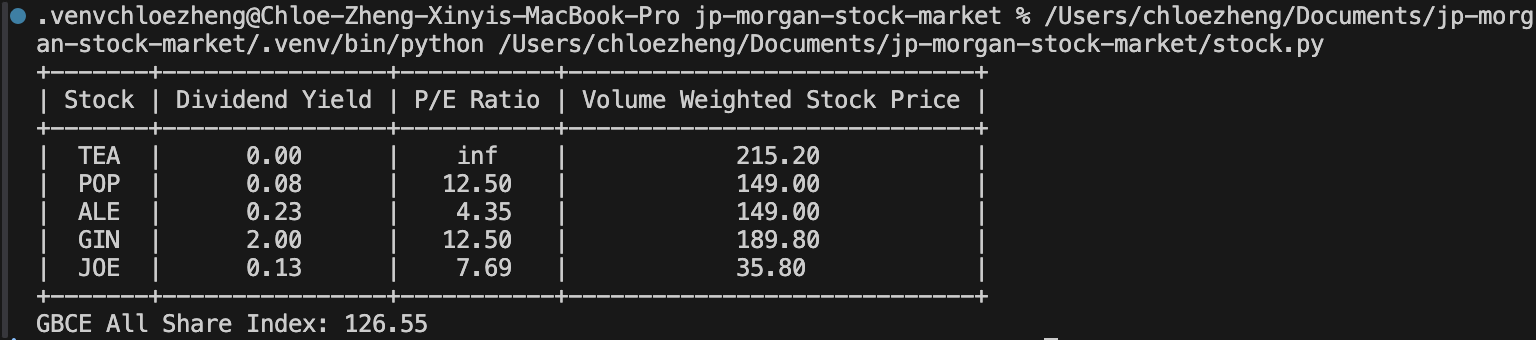 .venvchloezheng@Chloe-Zheng-Xinyis-MacBook-Pro jp-morgan-stock-market % /Users/chloezheng/Documents/jp-morg
an-stock-market/.venv/bin/python /Users/chloezheng/Documents/jp-morgan-stock-market/stock.py
+-------+----------------+-----------+-----------------------------+
| Stock | Dividend Yield | P/E Ratio | Volume Weighted Stock Price |
+-------+----------------+-----------+-----------------------------+
|  TEA  |      0.00      |    inf    |            215.20           |
|  POP  |      0.08      |   12.50   |            149.00           |
|  ALE  |      0.23      |    4.35   |            149.00           |
|  GIN  |      2.00      |   12.50   |            189.80           |
|  JOE  |      0.13      |    7.69   |            35.80            |
+-------+----------------+-----------+-----------------------------+
GBCE All Share Index: 126.55